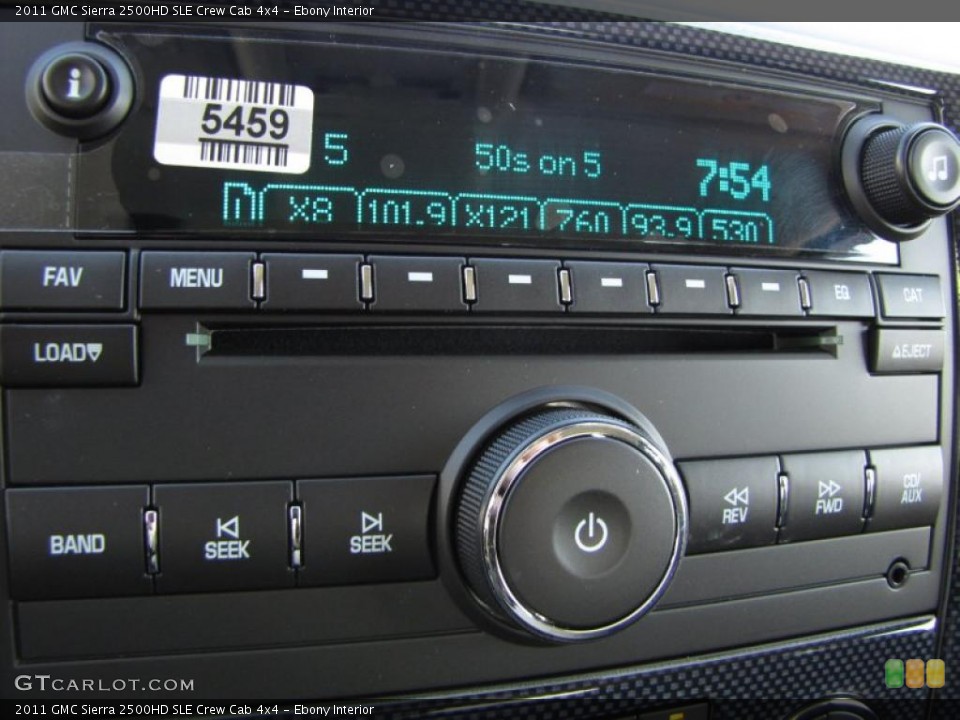 2011 GMC Sierra 2500HD SLE Crew Cab 4x4 – Ebony Interior
i
5459
5 50s on 5 7:54
X8 101.9 X121 760 93.9 530
FAV MENU EQ CAT
LOAD EJECT
BAND SEEK SEEK REV FWD CD/
AUX
GTCARLOT.COM
2011 GMC Sierra 2500HD SLE Crew Cab 4x4 – Ebony Interior